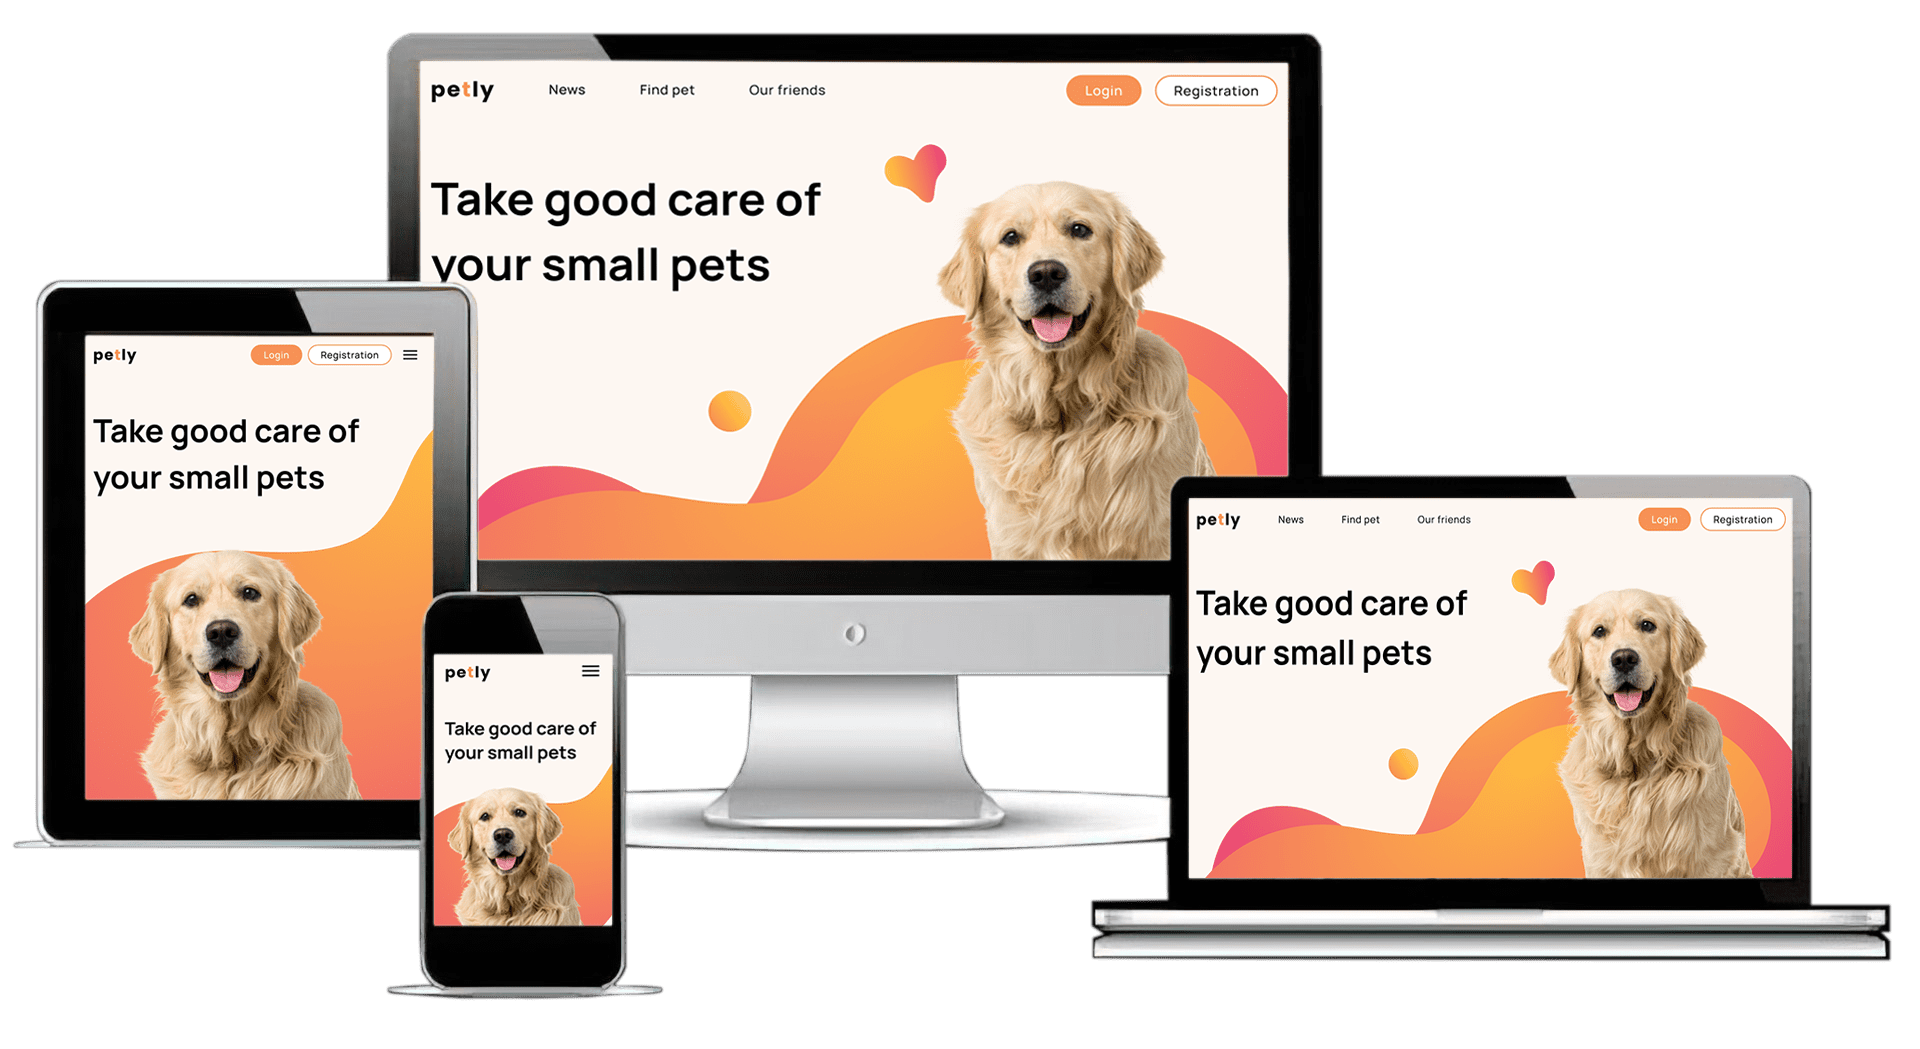 petly
News
Find pet
Our friends
Login
Registration
Take good care of
your small pets
petly
Login
Registration
Take good care of
your small pets
petly
Take good care of
your small pets
petly
News
Find pet
Our friends
Login
Registration
Take good care of
your small pets